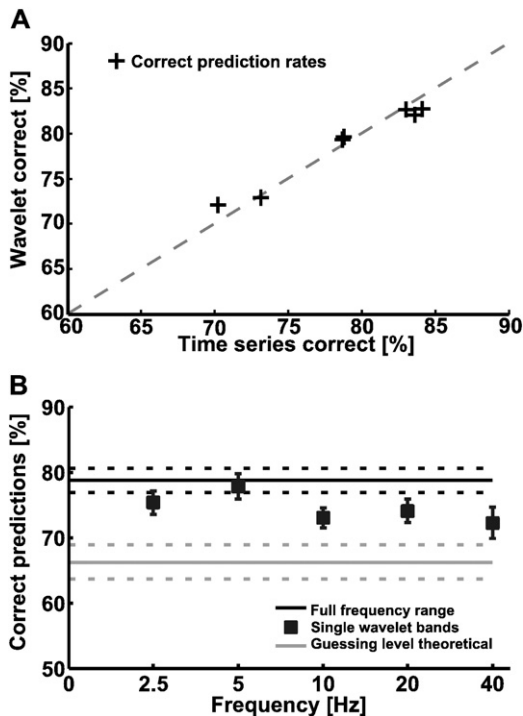 A
90
Correct prediction rates
85
80
75
70
65
60
Wavelet correct [%]
60 65 70 75 80 85 90
Time series correct [%]
B
90
80
70
60
50
Correct predictions [%]
Full frequency range
Single wavelet bands
Guessing level theoretical
0 2.5 5 10 20 40
Frequency [Hz]